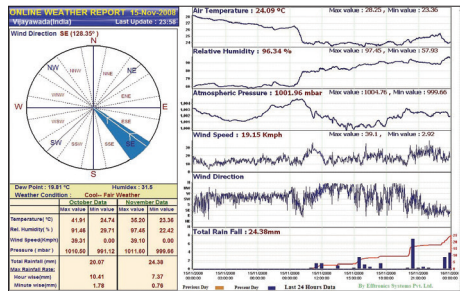 ONLINE WEATHER REPORT 15-Nov-2008
Vijayawada(India) Last Update : 23:58
Wind Direction SE (128.35°)
N
NNW NNE
NW NE
WNW ENE
W E
WSW ESE
SW SE
SSW SSE
S
Dew Point : 19.81 °C Humidex : 31.5
Weather Condition : Cool-- Fair Weather
October Data November Data
Max value Min value Max value Min value
Temperature(°C) 41.91 24.74 35.20 23.36
Rel. Humidity( % ) 91.46 29.71 97.45 22.42
Wind Speed(Kmph) 39.31 0.00 39.10 0.00
Pressure ( mbar ) 1010.50 991.12 1011.50 999.66
Total Rainfall (mm) 20.07 24.38
Max Rainfall Rate:
Hour wise(mm) 10.41 7.37
Minute wise(mm) 1.78 0.76
Air Temperature : 24.09 ºC Max value : 28.25 , Min value : 23.36
Relative Humidity : 96.34 % Max value : 97.45, Min value : 57.93
Atmospheric Pressure : 1001.96 mbar Max value :1004.76 , Min value : 999.66
Wind Speed : 19.15 Kmph Max value : 39.1 , Min value : 2.92
Wind Direction
Total Rain Fall : 24.38mm
Previous Day Present Day Last 24 Hours Data By Effitronics Systems Pvt. Ltd.